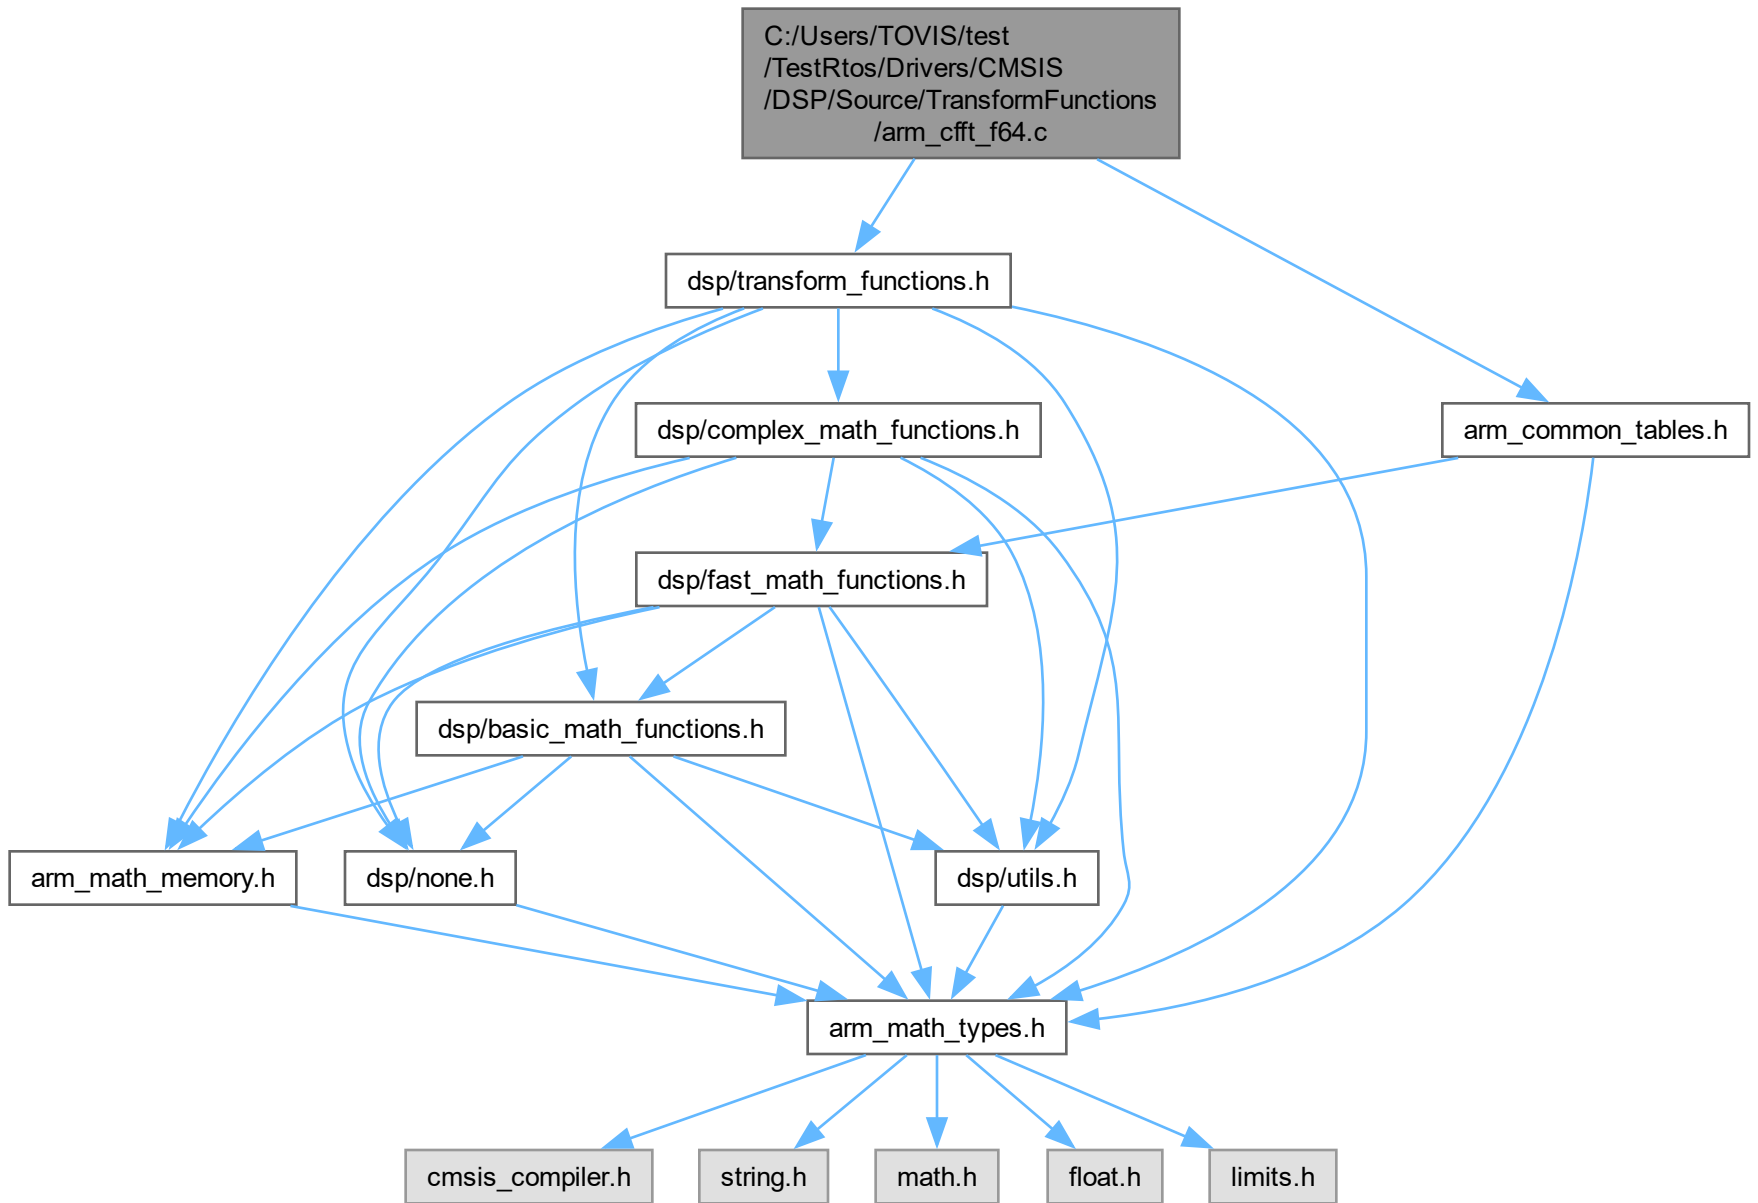 C:/Users/TOVIS/test
/TestRtos/Drivers/CMSIS
/DSP/Source/TransformFunctions
/arm_cfft_f64.c
dsp/transform_functions.h
dsp/complex_math_functions.h
arm_common_tables.h
dsp/fast_math_functions.h
dsp/basic_math_functions.h
arm_math_memory.h
dsp/none.h
dsp/utils.h
arm_math_types.h
cmsis_compiler.h
string.h
math.h
float.h
limits.h